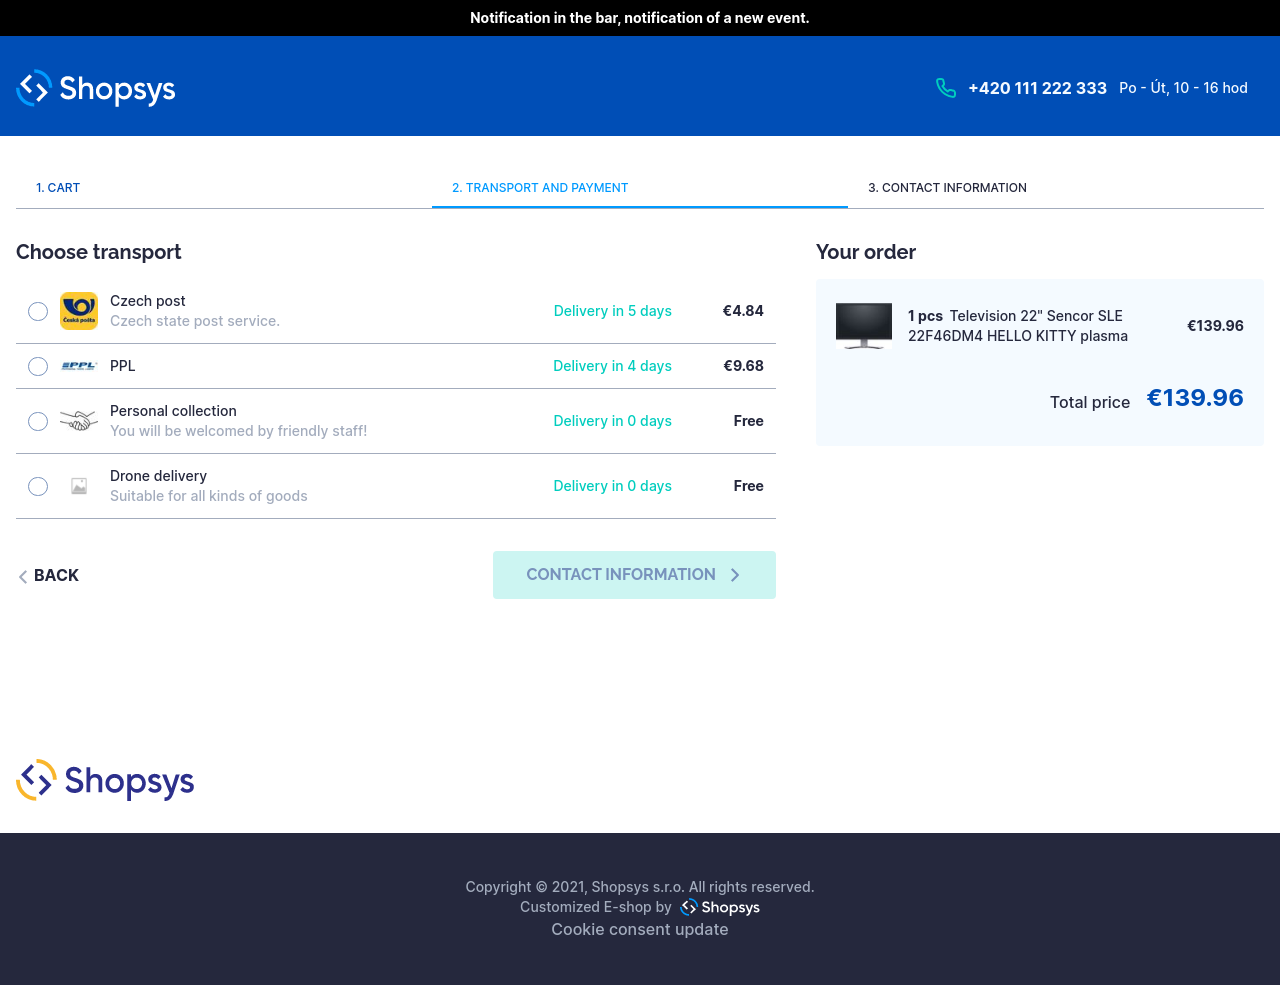 Notification in the bar, notification of a new event.
Shopsys
+420 111 222 333 Po - Út, 10 - 16 hod
1. CART
2. TRANSPORT AND PAYMENT
3. CONTACT INFORMATION
Choose transport
Czech post
Czech state post service.
Delivery in 5 days
€4.84
Česká pošta
PPL
PPL
Delivery in 4 days
€9.68
Personal collection
You will be welcomed by friendly staff!
Delivery in 0 days
Free
Drone delivery
Suitable for all kinds of goods
Delivery in 0 days
Free
BACK
CONTACT INFORMATION
Your order
1 pcs Television 22" Sencor SLE
22F46DM4 HELLO KITTY plasma
€139.96
Total price €139.96
Shopsys
Copyright © 2021, Shopsys s.r.o. All rights reserved.
Customized E-shop by Shopsys
Cookie consent update